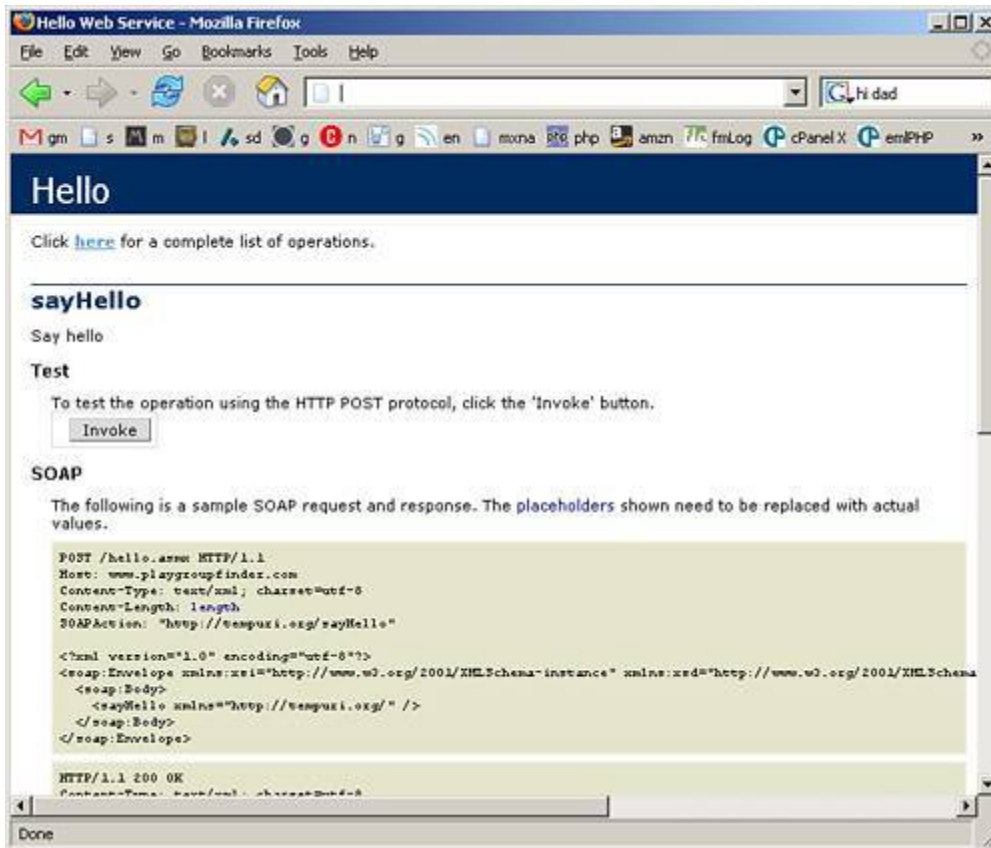 Hello Web Service - Mozilla Firefox
File Edit View Go Bookmarks Tools Help
hi dad
gm s m l sd g n g en mxna php amzn fmLog cPanel X emlPHP »
Hello
Click here for a complete list of operations.
sayHello
Say hello
Test
To test the operation using the HTTP POST protocol, click the 'Invoke' button.
Invoke
SOAP
The following is a sample SOAP request and response. The placeholders shown need to be replaced with actual
values.
POST /hello.asmx HTTP/1.1
Host: www.playgroupfinder.com
Content-Type: text/xml; charset=utf-8
Content-Length: length
SOAPAction: "http://tempuri.org/sayHello"
<?xml version="1.0" encoding="utf-8"?>
<soap:Envelope xmlns:xsi="http://www.w3.org/2001/XMLSchema-instance" xmlns:xsd="http://www.w3.org/2001/XMLSchema
<soap:Body>
<sayHello xmlns="http://tempuri.org/" />
</soap:Body>
</soap:Envelope>
HTTP/1.1 200 OK
Content-Type: text/xml; charset=utf-8
Done